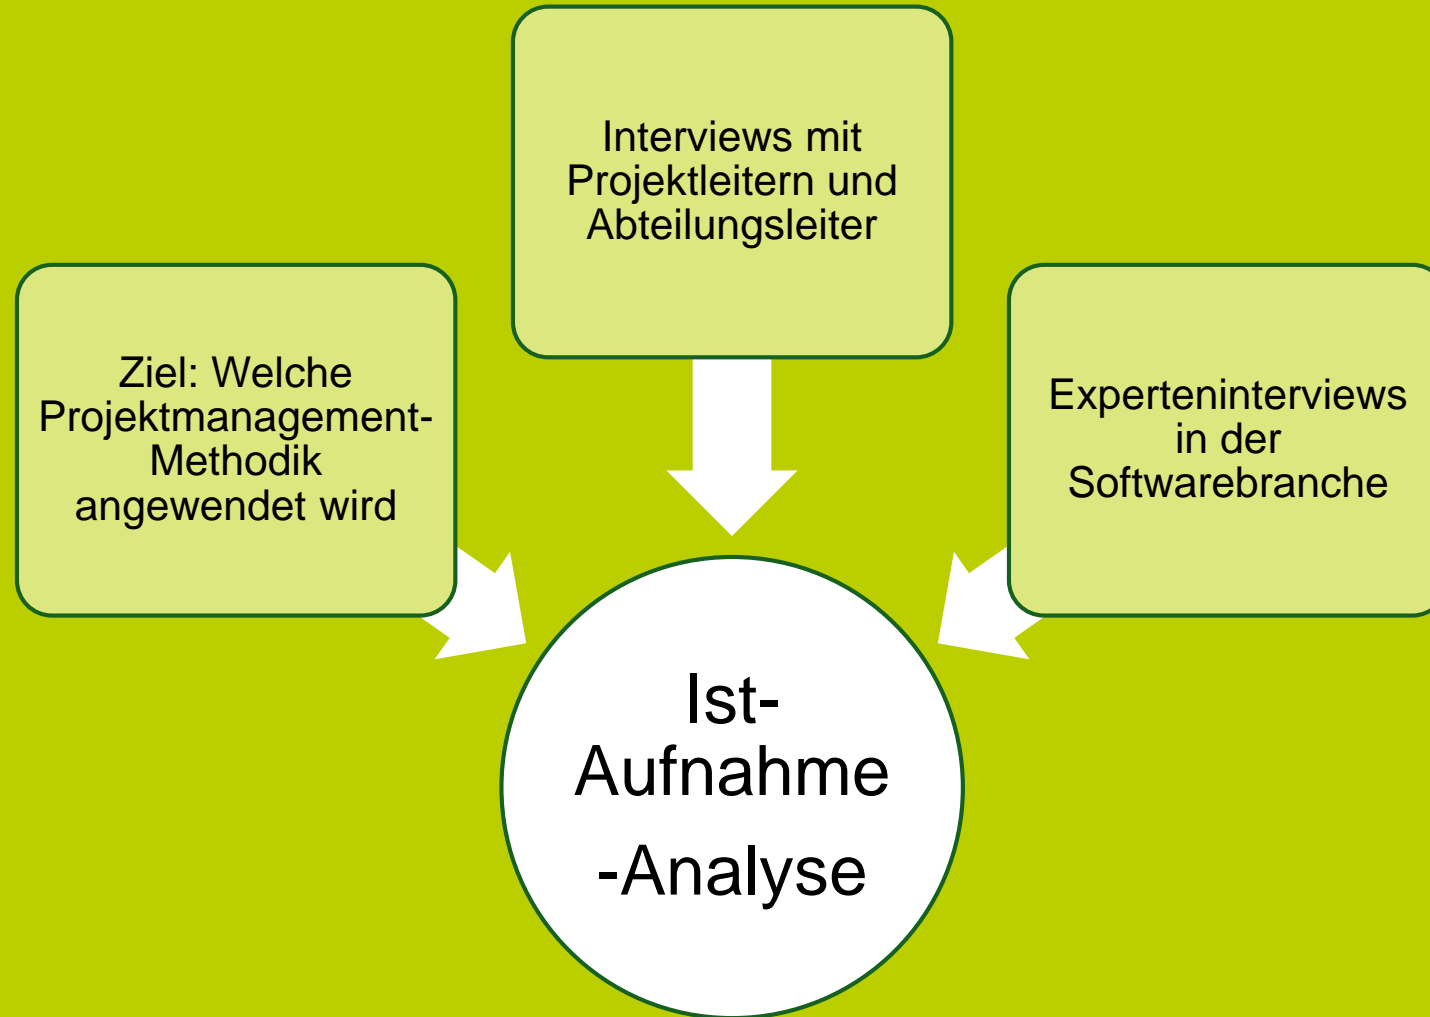 Interviews mit
Projektleitern und
Abteilungsleiter
Ziel: Welche
Projektmanagement-
Methodik
angewendet wird
Experteninterviews
in der
Softwarebranche
Ist-
Aufnahme
-Analyse